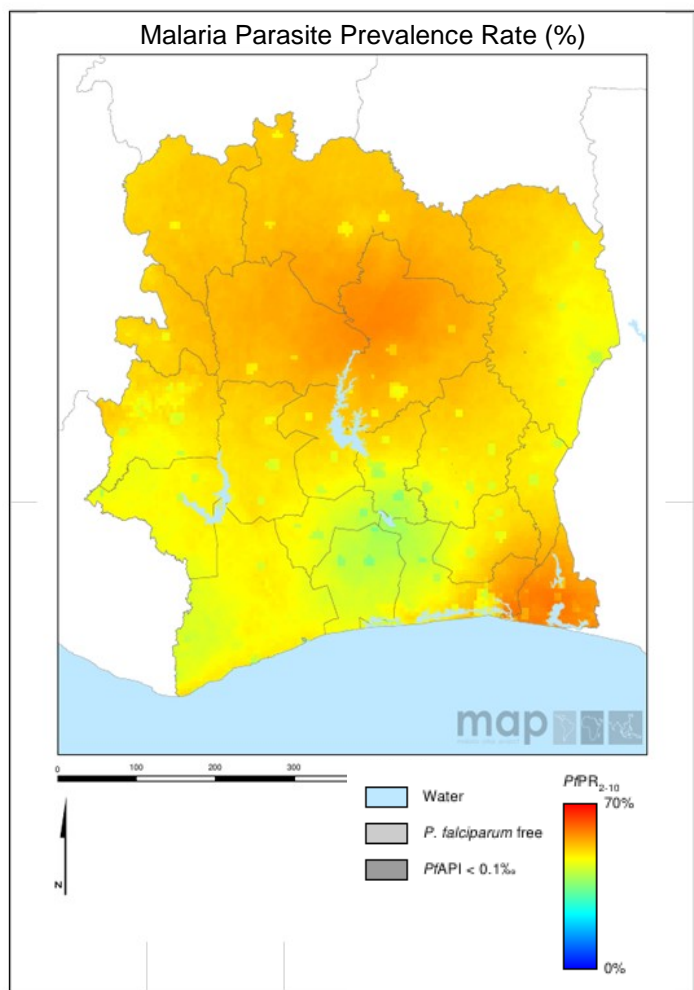 Malaria Parasite Prevalence Rate (%)
map
0 100 200 300
Water
P. falciparum free
PfAPI < 0.1‰
PfPR2-10
70%
0%
N